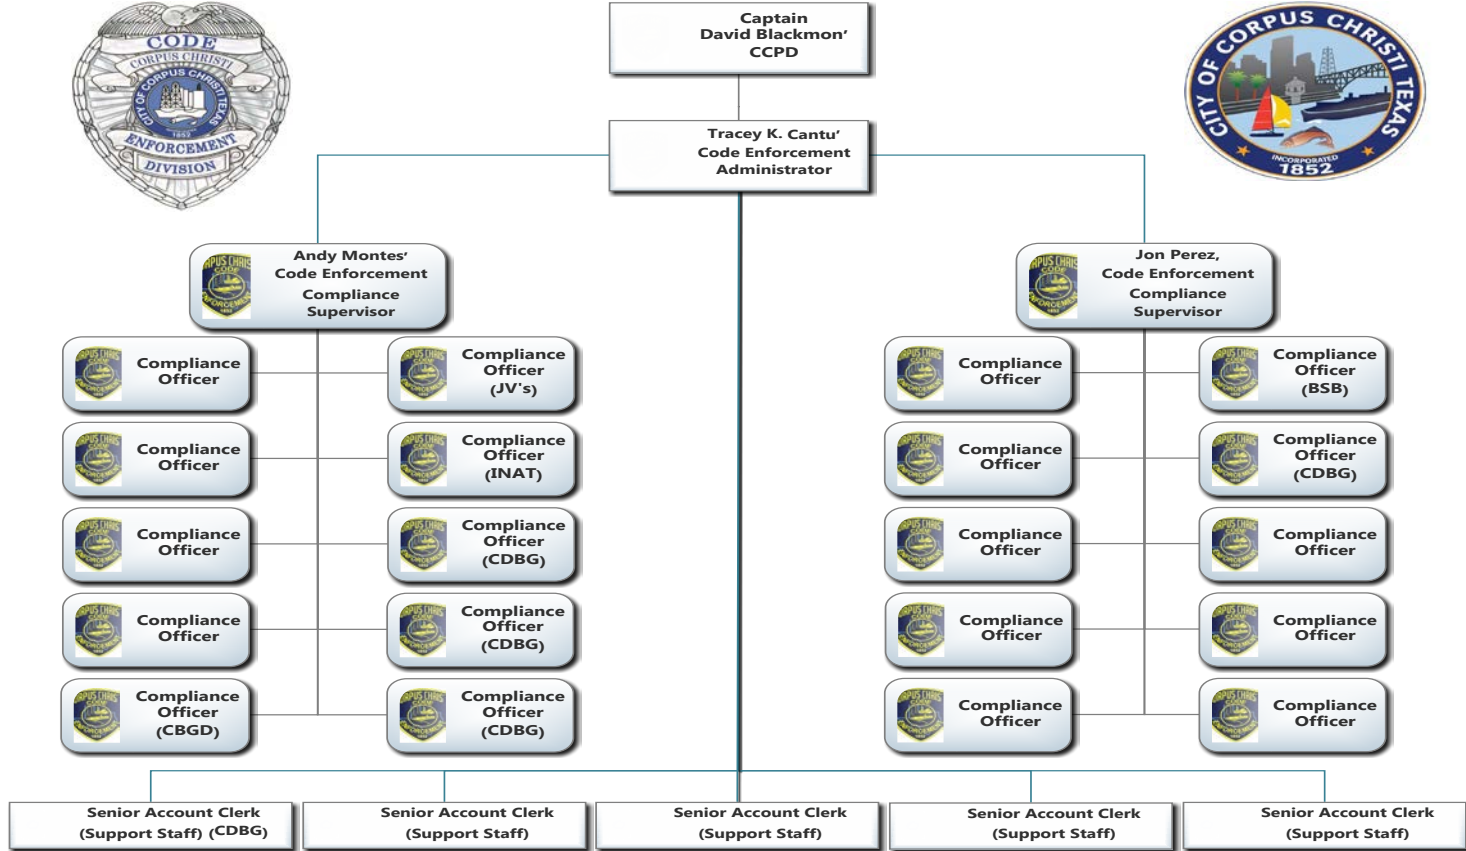 CODE
CORPUS CHRISTI
CITY OF CORPUS CHRISTI TEXAS
1852
ENFORCEMENT
DIVISION
Captain
David Blackmon’
CCPD
CITY OF CORPUS CHRISTI TEXAS
INCORPORATED
1852
Tracey K. Cantu’
Code Enforcement
Administrator
Andy Montes’
Code Enforcement
Compliance
Supervisor
Jon Perez,
Code Enforcement
Compliance
Supervisor
Compliance
Officer
Compliance
Officer
(JV's)
Compliance
Officer
Compliance
Officer
(BSB)
Compliance
Officer
Compliance
Officer
(INAT)
Compliance
Officer
Compliance
Officer
(CDBG)
Compliance
Officer
Compliance
Officer
(CDBG)
Compliance
Officer
Compliance
Officer
Compliance
Officer
Compliance
Officer
(CDBG)
Compliance
Officer
Compliance
Officer
Compliance
Officer
(CBGD)
Compliance
Officer
(CDBG)
Compliance
Officer
Compliance
Officer
Senior Account Clerk
(Support Staff) (CDBG)
Senior Account Clerk
(Support Staff)
Senior Account Clerk
(Support Staff)
Senior Account Clerk
(Support Staff)
Senior Account Clerk
(Support Staff)